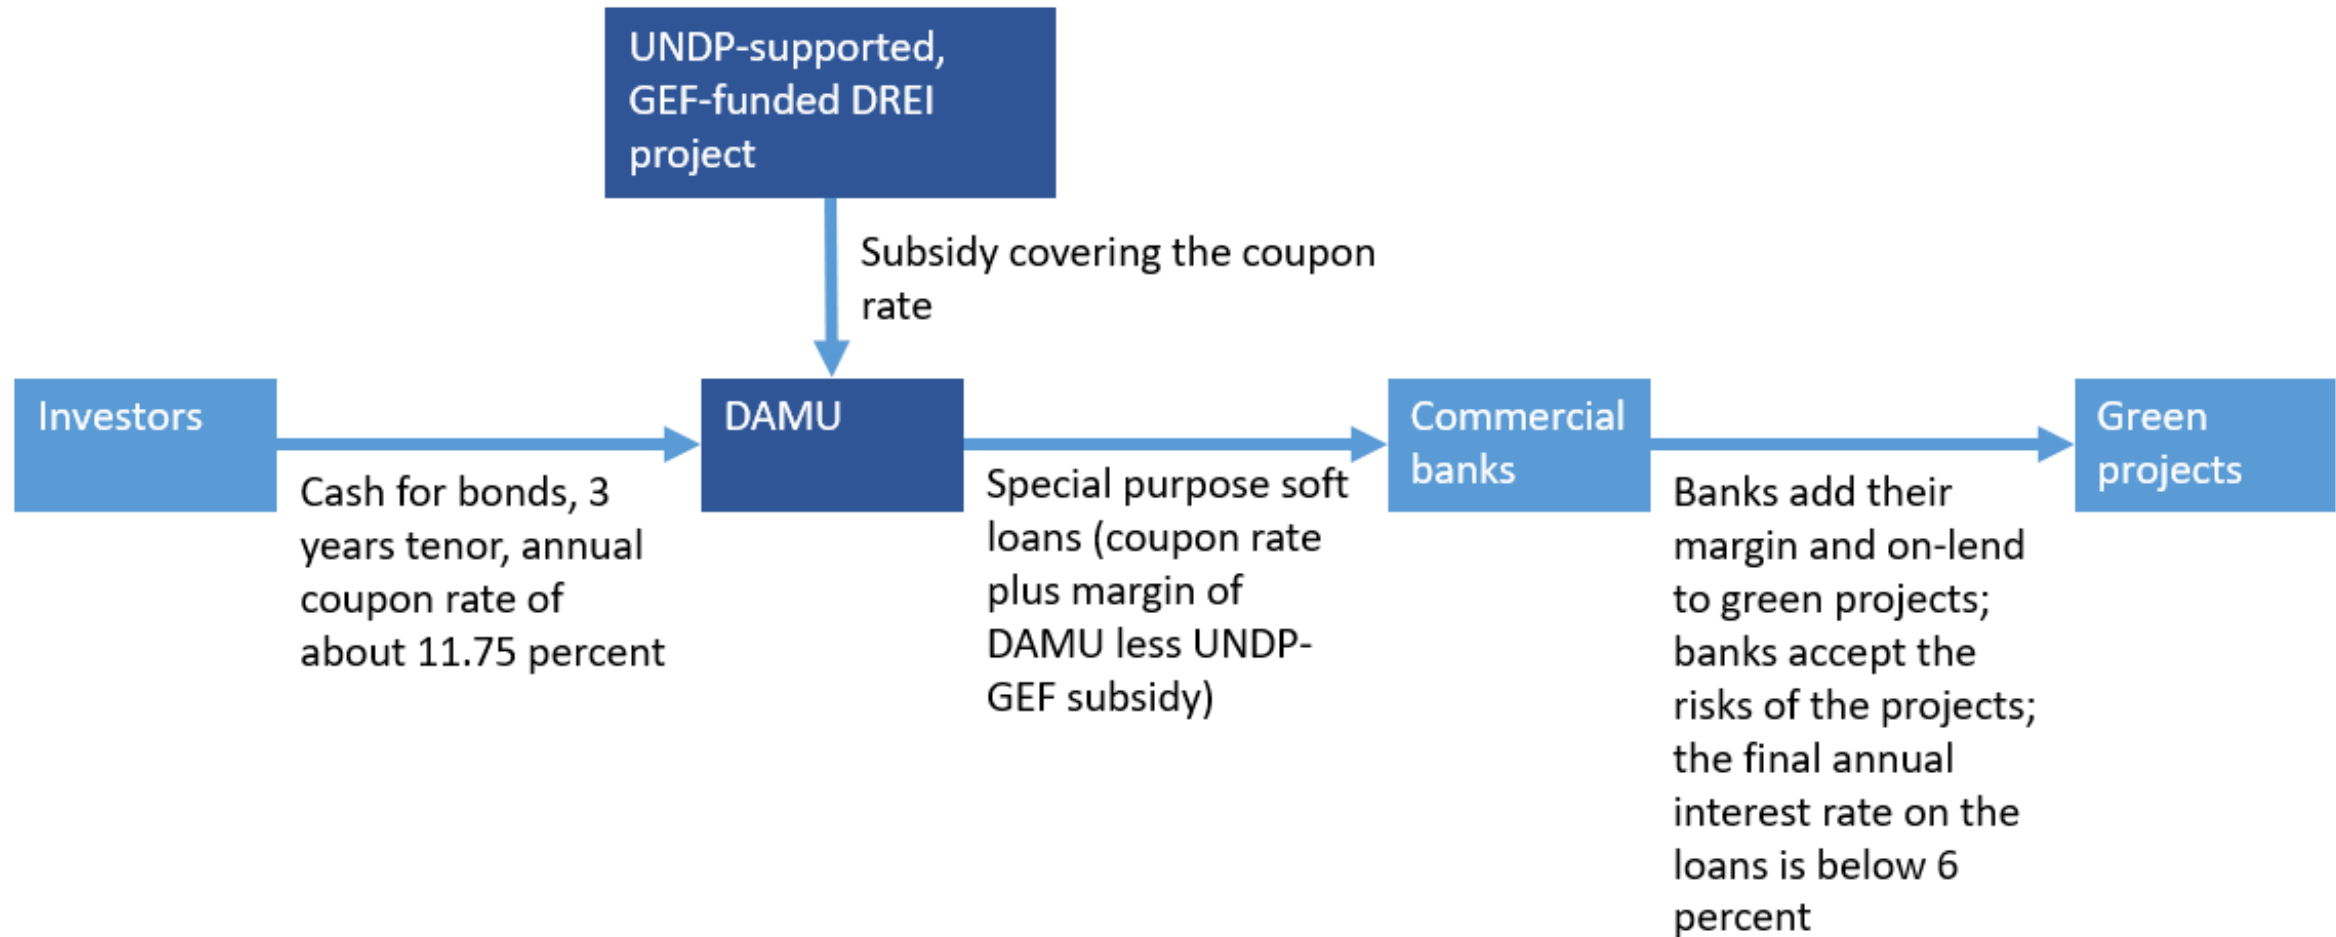 UNDP-supported,
GEF-funded DREI
project
Subsidy covering the coupon
rate
Investors
Cash for bonds, 3
years tenor, annual
coupon rate of
about 11.75 percent
DAMU
Special purpose soft
loans (coupon rate
plus margin of
DAMU less UNDP-
GEF subsidy)
Commercial
banks
Banks add their
margin and on-lend
to green projects;
banks accept the
risks of the projects;
the final annual
interest rate on the
loans is below 6
percent
Green
projects